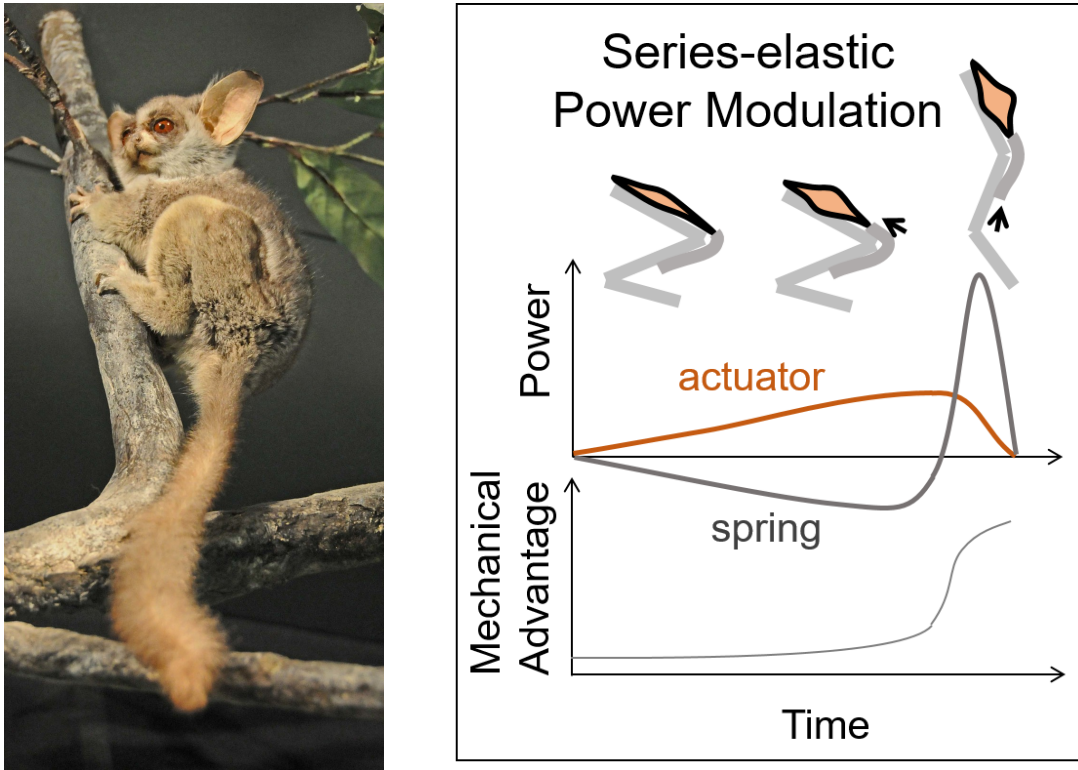 Series-elastic
Power Modulation
Power
actuator
spring
Mechanical
Advantage
Time